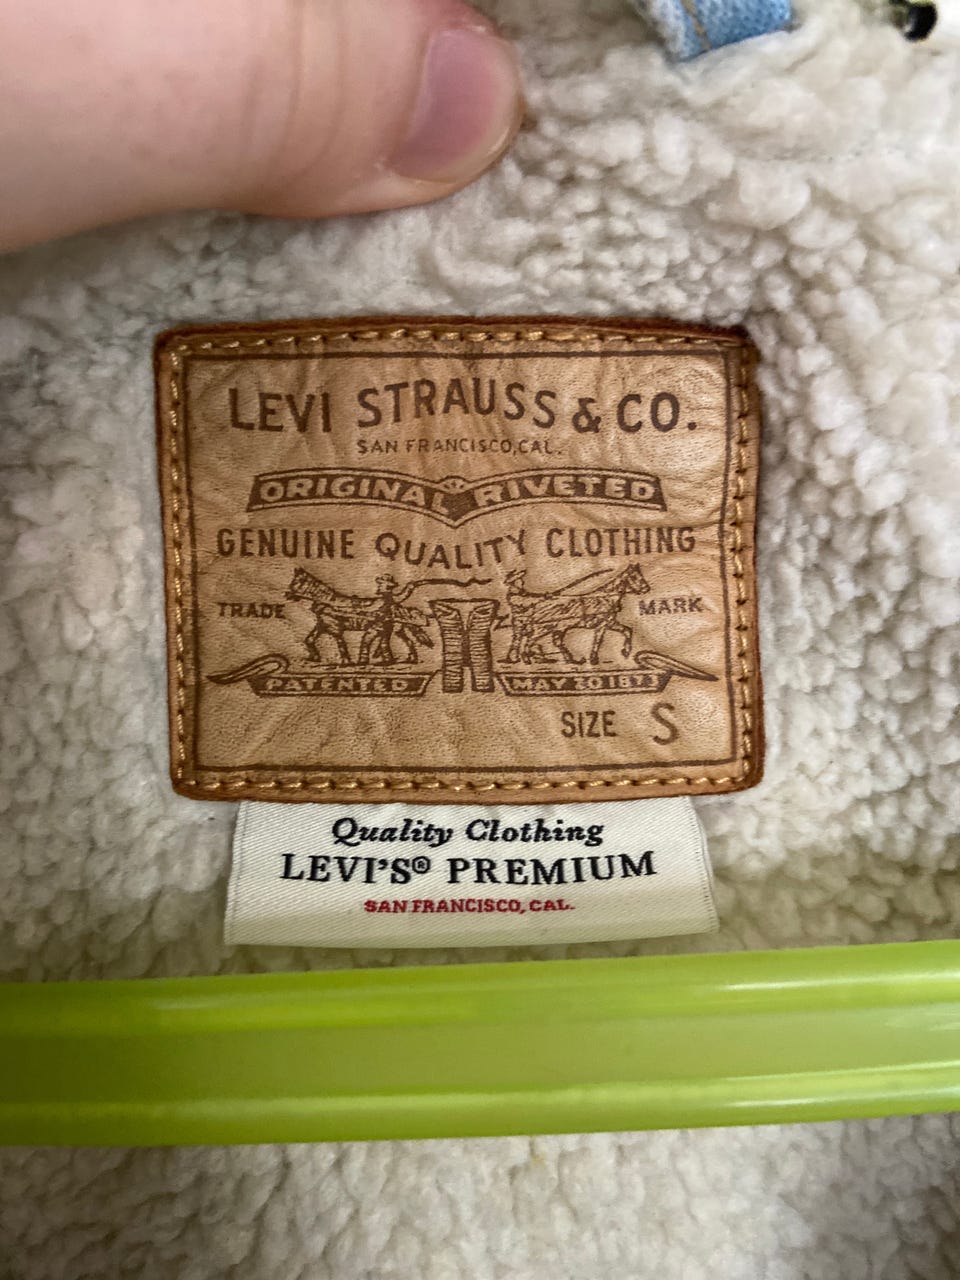 LEVI STRAUSS & CO.
SAN FRANCISCO, CAL.
ORIGINAL RIVETED
GENUINE QUALITY CLOTHING
TRADE MARK
PATENTED MAY 20 1873
SIZE S
Quality Clothing
LEVI'S® PREMIUM
SAN FRANCISCO, CAL.